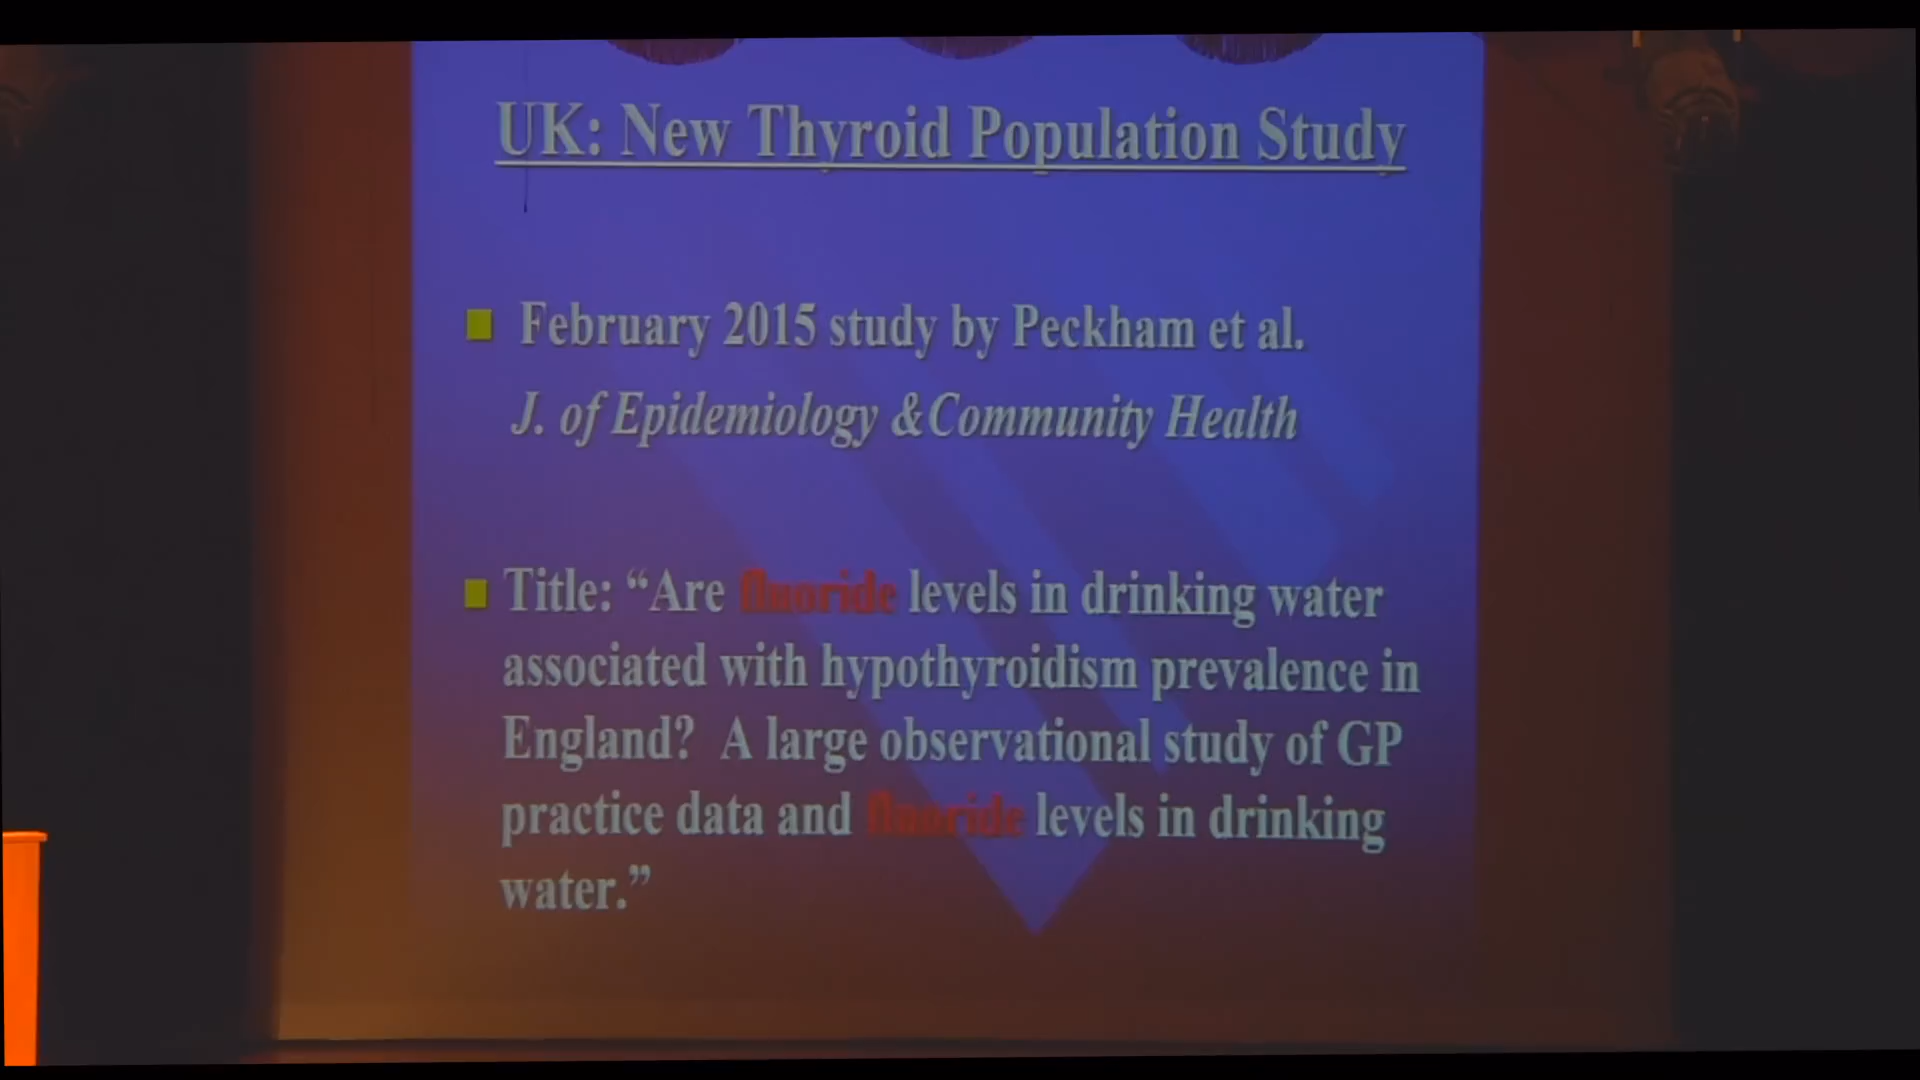 UK: New Thyroid Population Study
February 2015 study by Peckham et al.
J. of Epidemiology &Community Health
Title: “Are fluoride levels in drinking water
associated with hypothyroidism prevalence in
England?  A large observational study of GP
practice data and fluoride levels in drinking
water.”